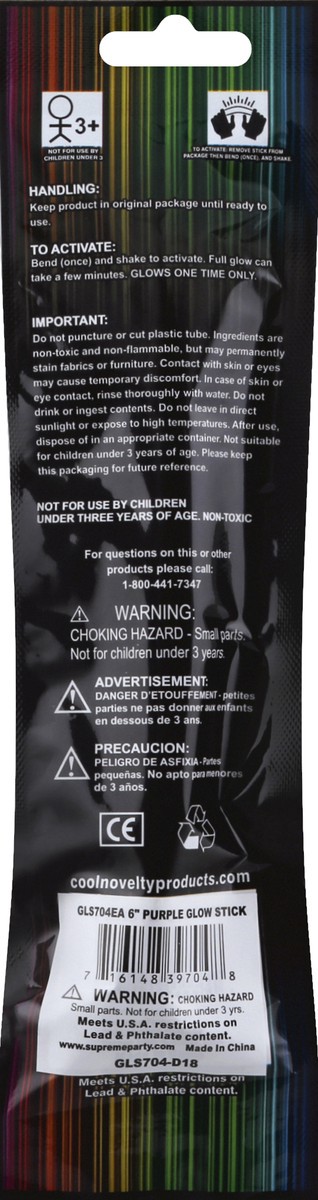 3+
NOT FOR USE BY
CHILDREN UNDER 3
TO ACTIVATE: REMOVE STICK FROM
PACKAGE THEN BEND (ONCE), AND SHAKE
HANDLING:
Keep product in original package until ready to
use.
TO ACTIVATE:
Bend (once) and shake to activate. Full glow can
take a few minutes. GLOWS ONE TIME ONLY.
IMPORTANT:
Do not puncture or cut plastic tube. Ingredients are
non-toxic and non-flammable, but may permanently
stain fabrics or furniture. Contact with skin or eyes
may cause temporary discomfort. In case of skin or
eye contact, rinse thoroughly with water. Do not
drink or ingest contents. Do not leave in direct
sunlight or expose to high temperatures. After use,
dispose of in an appropriate container. Not suitable
for children under 3 years of age. Please keep
this packaging for future reference.
NOT FOR USE BY CHILDREN
UNDER THREE YEARS OF AGE. NON-TOXIC
For questions on this or other
products please call:
1-800-441-7347
WARNING:
CHOKING HAZARD - Small parts.
Not for children under 3 years.
ADVERTISEMENT:
DANGER D'ETOUFFEMENT - petites
parties ne pas donner aux enfants
en dessous de 3 ans.
PRECAUCION:
PELIGRO DE ASFIXIA - Partes
pequeñas. No apto para menores
de 3 años.
CE
coolnoveltyproducts.com
GLS704EA 6" PURPLE GLOW STICK
7 16148 39704 8
WARNING: CHOKING HAZARD
Small parts. Not for children under 3 yrs.
Meets U.S.A. restrictions on
Lead & Phthalate content.
www.supremeparty.com Made In China
GLS704-D18
Meets U.S.A. restrictions on
Lead & Phthalate content.